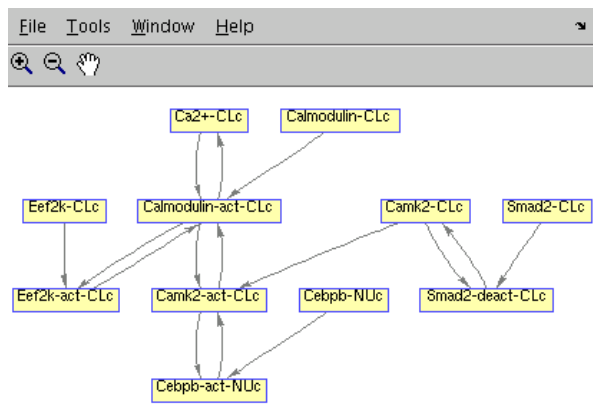 File Tools Window Help
Ca2+-CLc Calmodulin-CLc
Eef2k-CLc Calmodulin-act-CLc Camk2-CLc Smad2-CLc
Eef2k-act-CLc Camk2-act-CLc Cebpb-NUc Smad2-deact-CLc
Cebpb-act-NUc